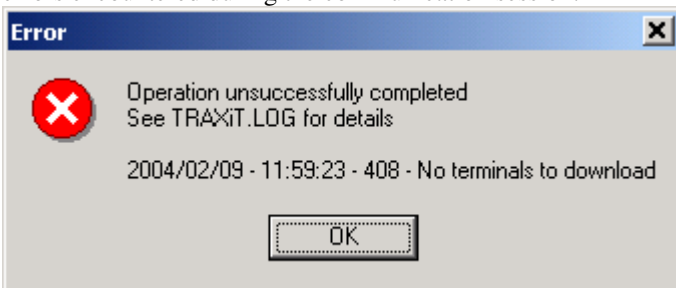 Error
Operation unsuccessfully completed
See TRAXiT.LOG for details
2004/02/09 - 11:59:23 - 408 - No terminals to download
OK